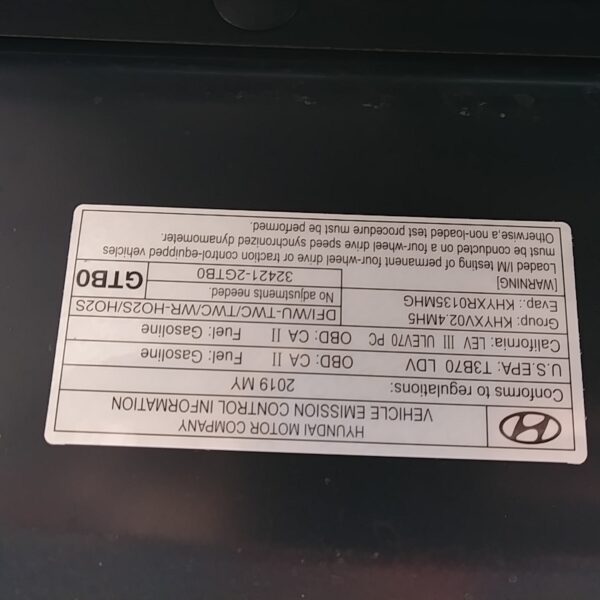 HYUNDAI MOTOR COMPANY
VEHICLE EMISSION CONTROL INFORMATION
Conforms to regulations: 2019 MY
U.S.EPA: T3B70 LDV OBD: CA II Fuel: Gasoline
California: LEV III ULEV70 PC OBD: CA II Fuel: Gasoline
Group: KHYXV02.4MH5 DFI/WU-TWC/TWC/WR-HO2S/HO2S
Evap: KHYXR0135MHG No adjustments needed.
32421-2GTB0 GTB0
[WARNING]
Loaded I/M testing of permanent four-wheel drive or traction control-equipped vehicles
must be conducted on a four-wheel drive speed synchronized dynamometer.
Otherwise,a non-loaded test procedure must be performed.